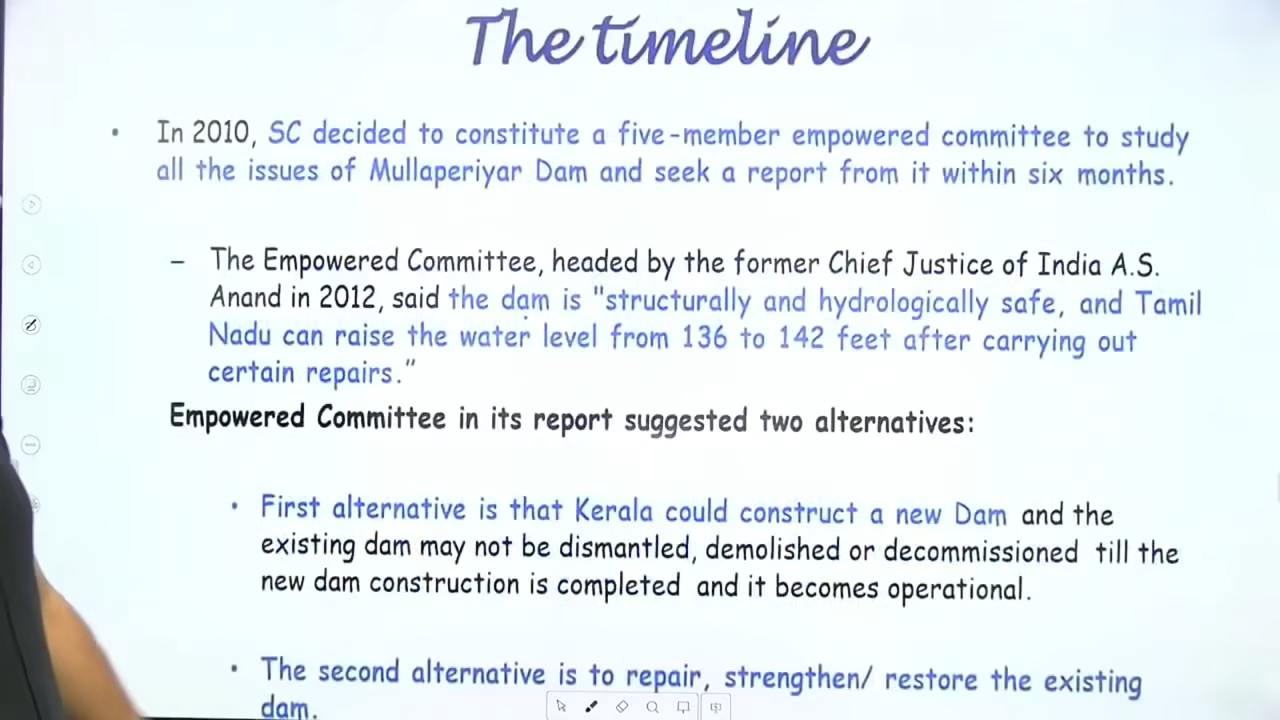 The timeline
• In 2010, SC decided to constitute a five-member empowered committee to study
all the issues of Mullaperiyar Dam and seek a report from it within six months.
– The Empowered Committee, headed by the former Chief Justice of India A.S.
Anand in 2012, said the dam is "structurally and hydrologically safe, and Tamil
Nadu can raise the water level from 136 to 142 feet after carrying out
certain repairs."
Empowered Committee in its report suggested two alternatives:
• First alternative is that Kerala could construct a new Dam and the
existing dam may not be dismantled, demolished or decommissioned till the
new dam construction is completed and it becomes operational.
• The second alternative is to repair, strengthen/ restore the existing
dam.